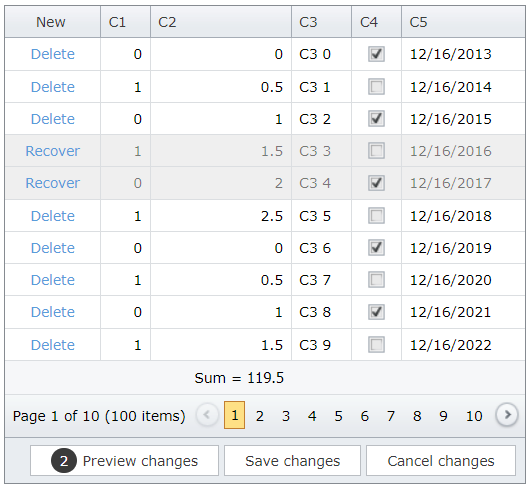 New C1 C2 C3 C4 C5
Delete 0 0 C3 0 12/16/2013
Delete 1 0.5 C3 1 12/16/2014
Delete 0 1 C3 2 12/16/2015
Recover 1 1.5 C3 3 12/16/2016
Recover 0 2 C3 4 12/16/2017
Delete 1 2.5 C3 5 12/16/2018
Delete 0 0 C3 6 12/16/2019
Delete 1 0.5 C3 7 12/16/2020
Delete 0 1 C3 8 12/16/2021
Delete 1 1.5 C3 9 12/16/2022
Sum = 119.5
Page 1 of 10 (100 items) 1 2 3 4 5 6 7 8 9 10
2 Preview changes Save changes Cancel changes